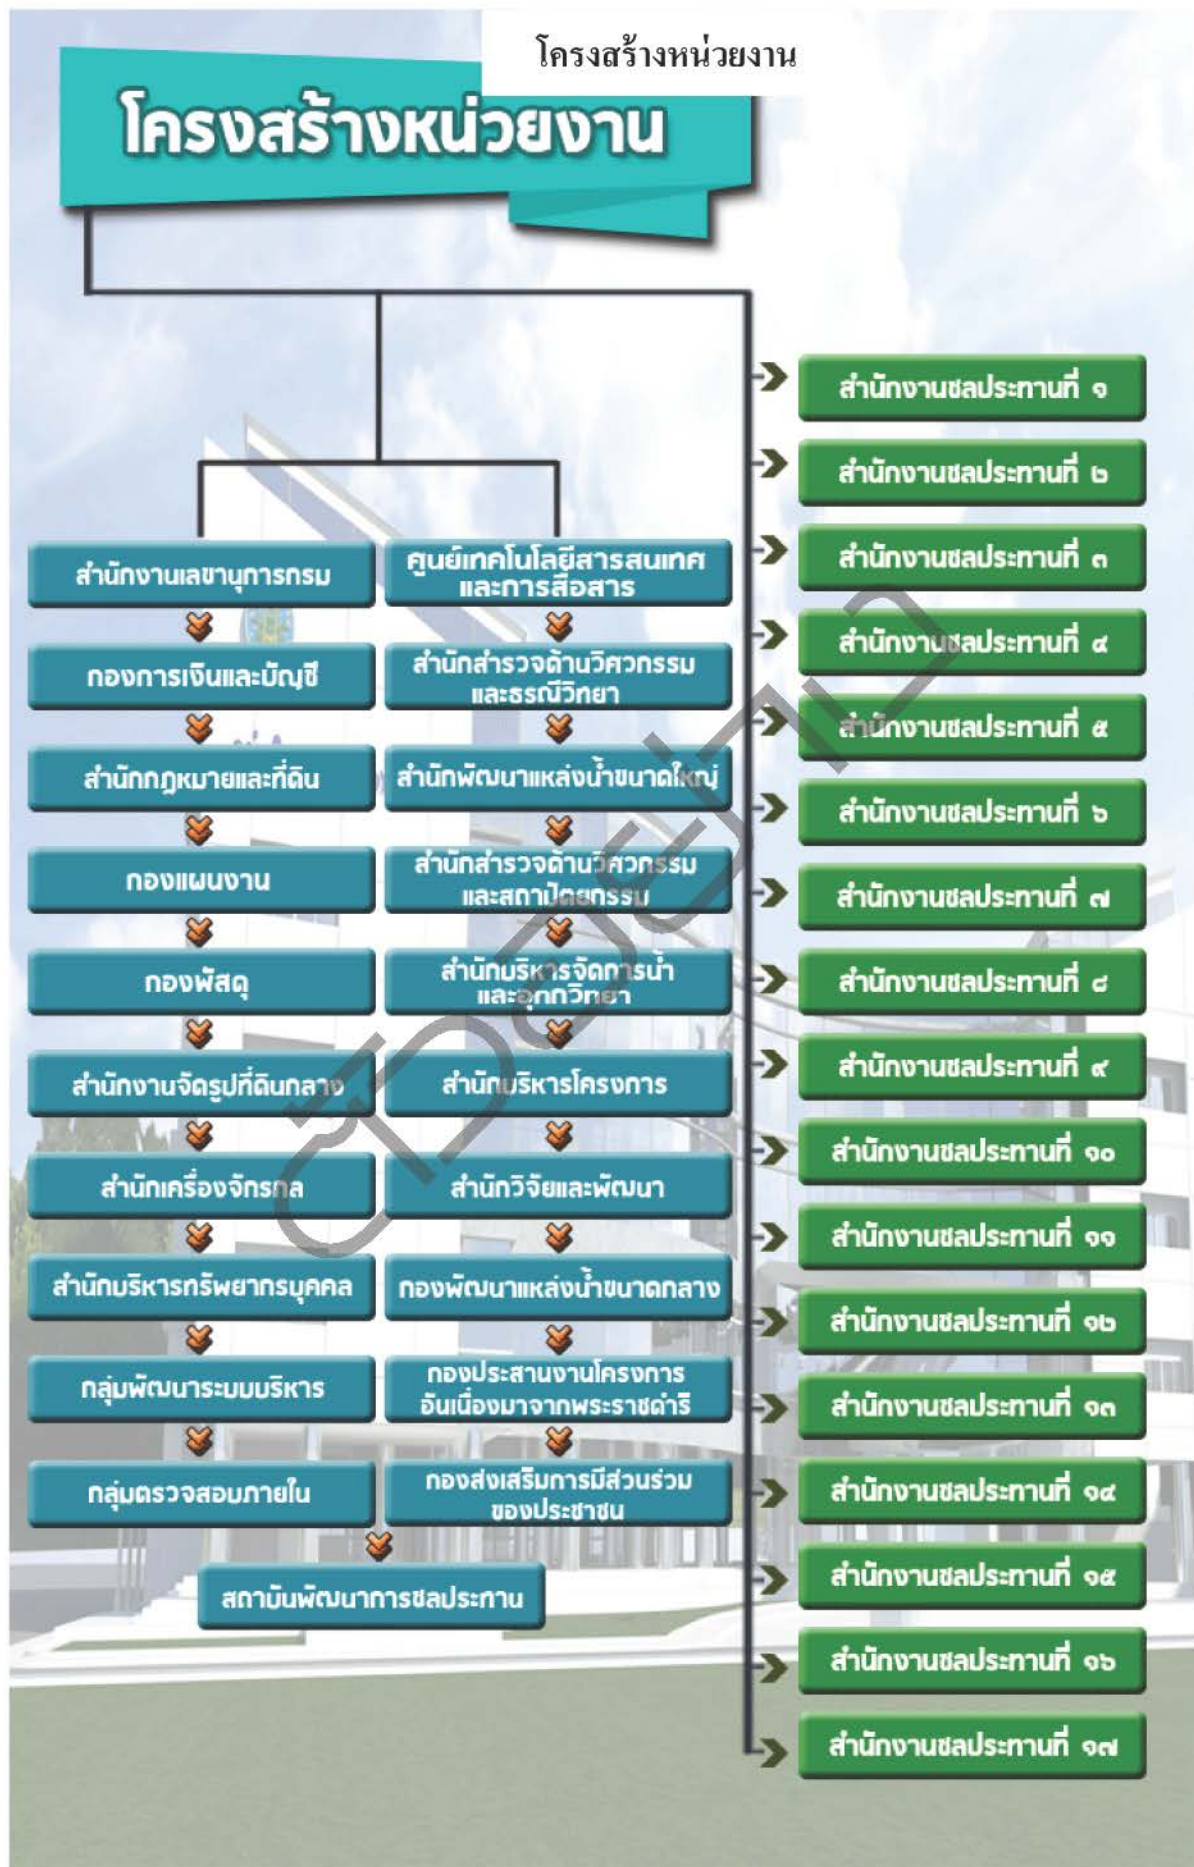 โครงสร้างหน่วยงาน
โครงสร้างหน่วยงาน
สำนักงานเลขานุการกรม
กองการเงินและบัญชี
สำนักกฎหมายและที่ดิน
กองแผนงาน
กองพัสดุ
สำนักงานจัดรูปที่ดินกลาง
สำนักเครื่องจักรกล
สำนักบริหารทรัพยากรบุคคล
กลุ่มพัฒนาระบบบริหาร
กลุ่มตรวจสอบภายใน
ศูนย์เทคโนโลยีสารสนเทศ
และการสื่อสาร
สำนักสำรวจด้านวิศวกรรม
และธรณีวิทยา
สำนักพัฒนาแหล่งน้ำขนาดใหญ่
สำนักสำรวจด้านวิศวกรรม
และสถาปัตยกรรม
สำนักบริหารจัดการน้ำ
และอุทกวิทยา
สำนักบริหารโครงการ
สำนักวิจัยและพัฒนา
กองพัฒนาแหล่งน้ำขนาดกลาง
กองประสานงานโครงการ
อันเนื่องมาจากพระราชดำริ
กองส่งเสริมการมีส่วนร่วม
ของประชาชน
สถาบันพัฒนาการชลประทาน
สำนักงานชลประทานที่ ๑
สำนักงานชลประทานที่ ๒
สำนักงานชลประทานที่ ๓
สำนักงานชลประทานที่ ๔
สำนักงานชลประทานที่ ๕
สำนักงานชลประทานที่ ๖
สำนักงานชลประทานที่ ๗
สำนักงานชลประทานที่ ๘
สำนักงานชลประทานที่ ๙
สำนักงานชลประทานที่ ๑๐
สำนักงานชลประทานที่ ๑๑
สำนักงานชลประทานที่ ๑๒
สำนักงานชลประทานที่ ๑๓
สำนักงานชลประทานที่ ๑๔
สำนักงานชลประทานที่ ๑๕
สำนักงานชลประทานที่ ๑๖
สำนักงานชลประทานที่ ๑๗
ตัวอย่าง